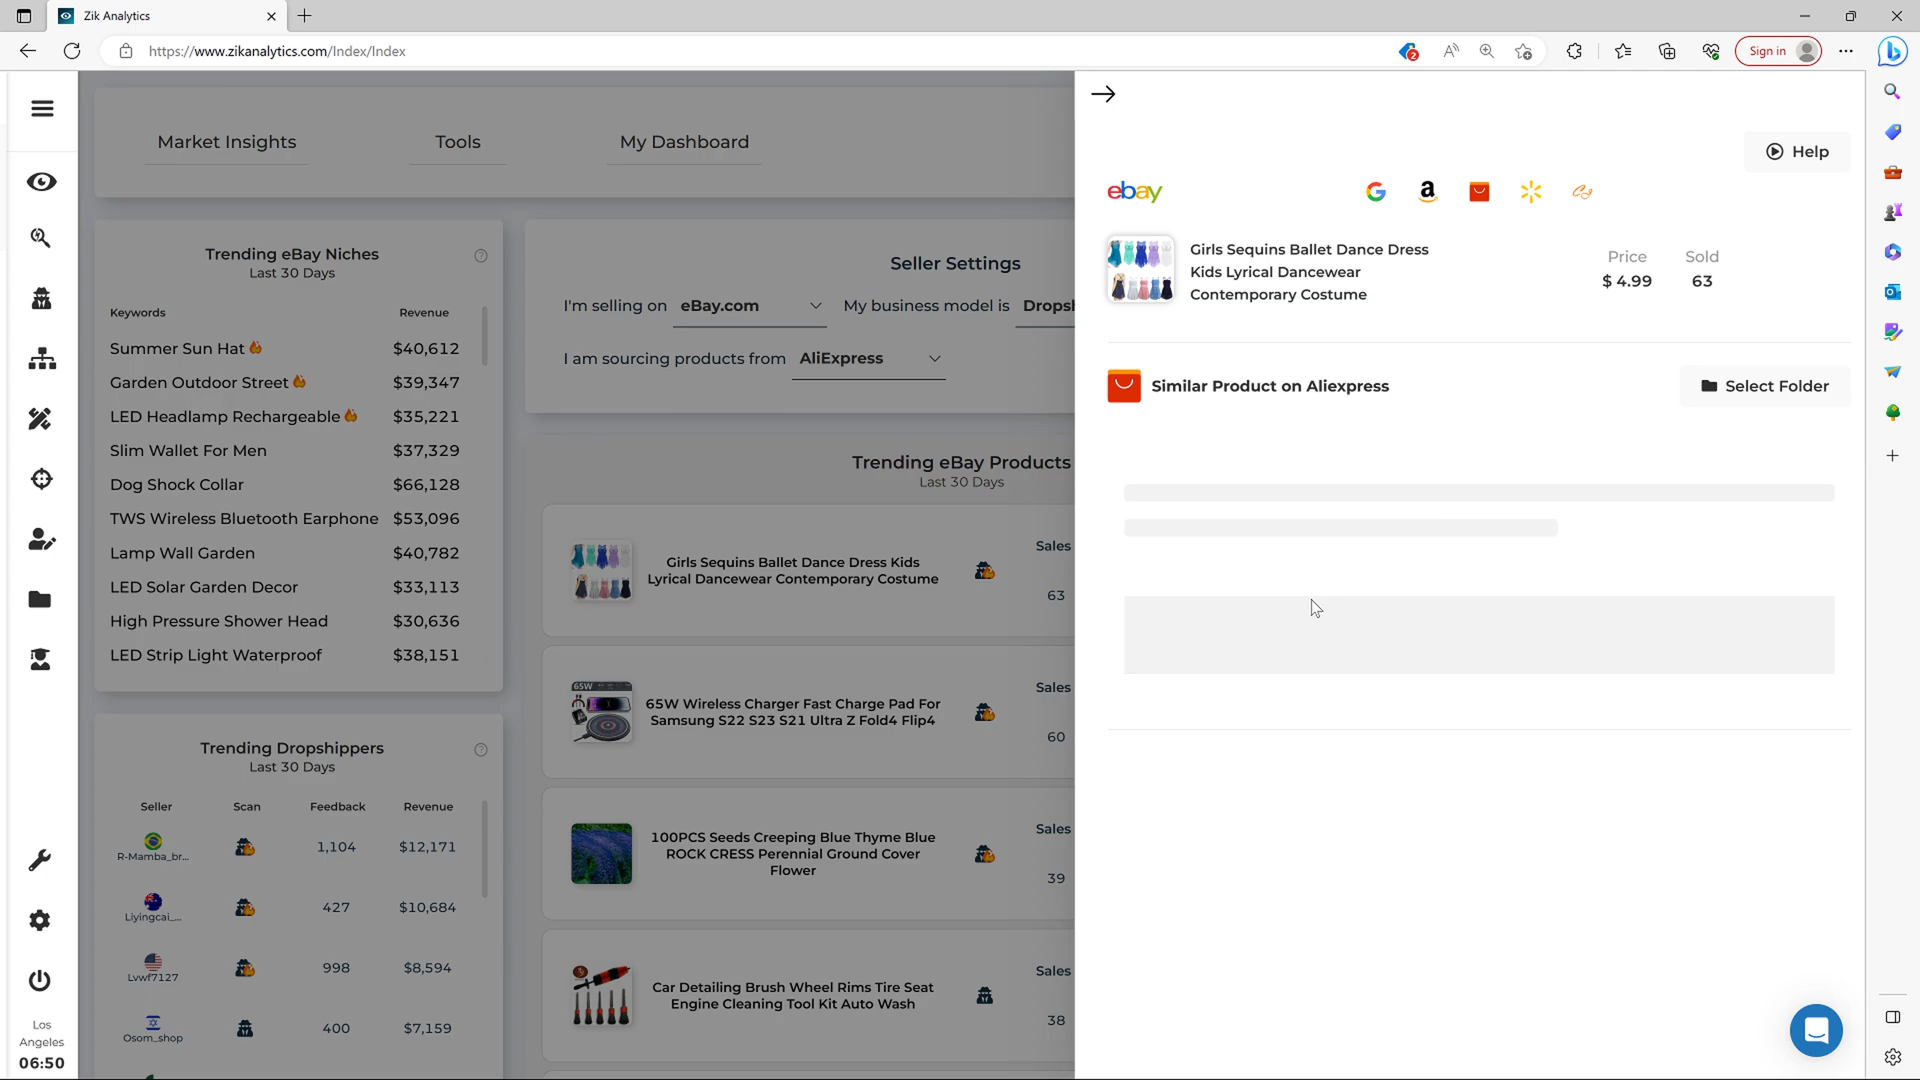 Zik Analytics
https://www.zikanalytics.com/Index/Index
2
Sign in
Market Insights
Tools
My Dashboard
Help
ebay
Trending eBay Niches
Last 30 Days
Keywords
Revenue
Summer Sun Hat
$40,612
Garden Outdoor Street
$39,347
LED Headlamp Rechargeable
$35,221
Slim Wallet For Men
$37,329
Dog Shock Collar
$66,128
TWS Wireless Bluetooth Earphone
$53,096
Lamp Wall Garden
$40,782
LED Solar Garden Decor
$33,113
High Pressure Shower Head
$30,636
LED Strip Light Waterproof
$38,151
Trending Dropshippers
Last 30 Days
Seller
Scan
Feedback
Revenue
R-Mamba_br...
1,104
$12,171
Liyingcai_...
427
$10,684
Lvwf7127
998
$8,594
Osom_shop
400
$7,159
Los
Angeles
06:50
Seller Settings
I'm selling on
eBay.com
My business model is
Dropsh
I am sourcing products from
AliExpress
Trending eBay Products
Last 30 Days
Girls Sequins Ballet Dance Dress Kids
Lyrical Dancewear Contemporary Costume
Sales
63
65W
65W Wireless Charger Fast Charge Pad For
Samsung S22 S23 S21 Ultra Z Fold4 Flip4
Sales
60
100PCS Seeds Creeping Blue Thyme Blue
ROCK CRESS Perennial Ground Cover
Flower
Sales
39
Car Detailing Brush Wheel Rims Tire Seat
Engine Cleaning Tool Kit Auto Wash
Sales
38
Girls Sequins Ballet Dance Dress
Kids Lyrical Dancewear
Contemporary Costume
Price
$ 4.99
Sold
63
Similar Product on Aliexpress
Select Folder